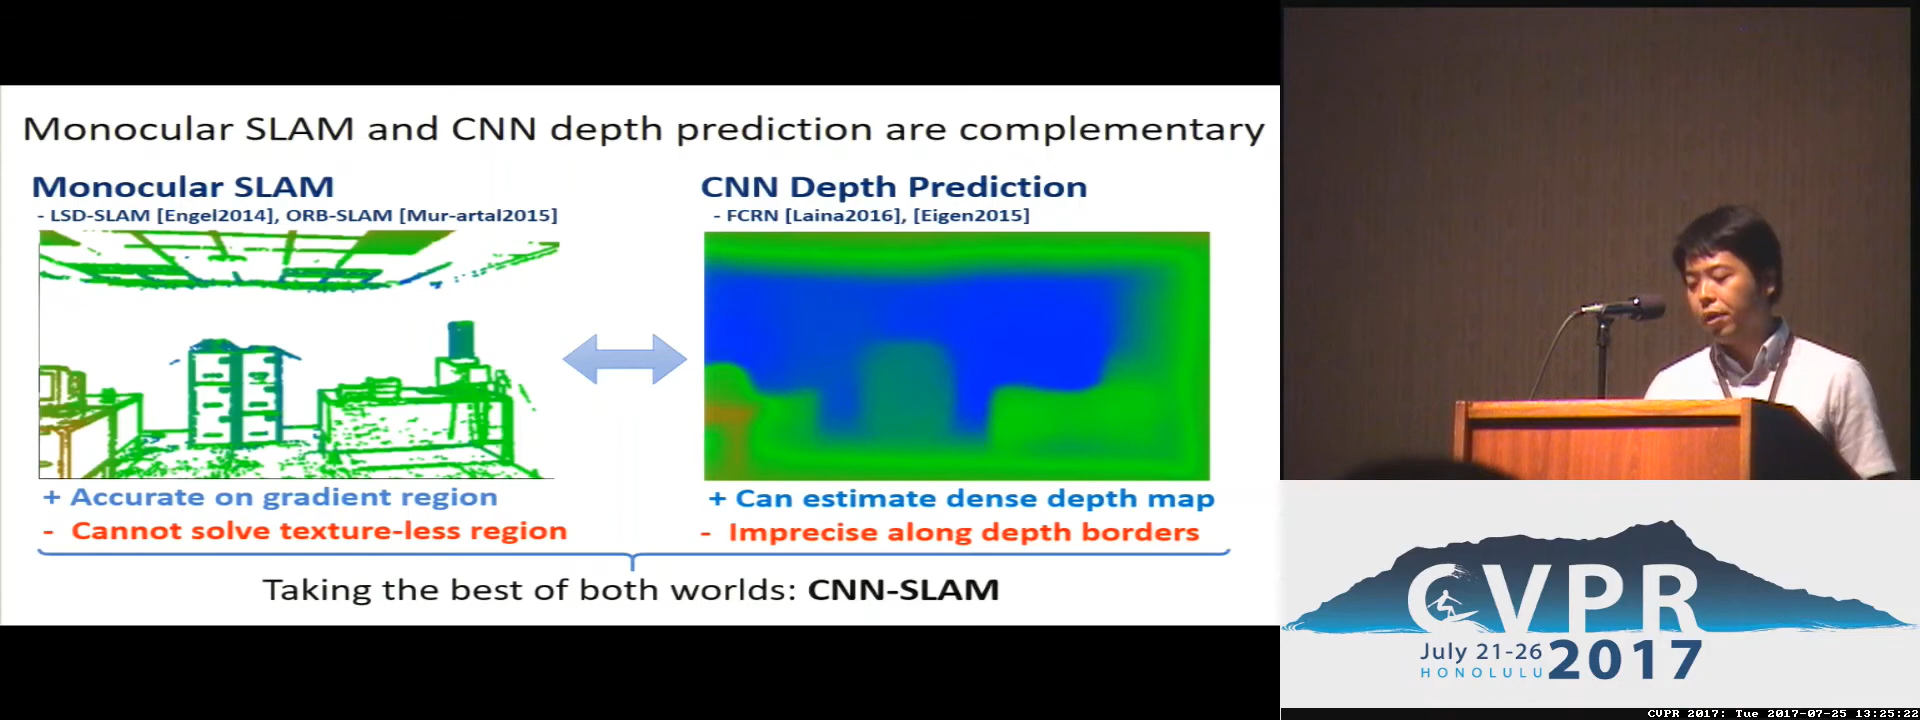 Monocular SLAM and CNN depth prediction are complementary
Monocular SLAM
- LSD-SLAM [Engel2014], ORB-SLAM [Mur-artal2015]
+ Accurate on gradient region
- Cannot solve texture-less region
CNN Depth Prediction
- FCRN [Laina2016], [Eigen2015]
+ Can estimate dense depth map
- Imprecise along depth borders
Taking the best of both worlds: CNN-SLAM
CVPR
July 21-26 2017
HONOLULU
CVPR 2017: Tue 2017-07-25 13:25:22